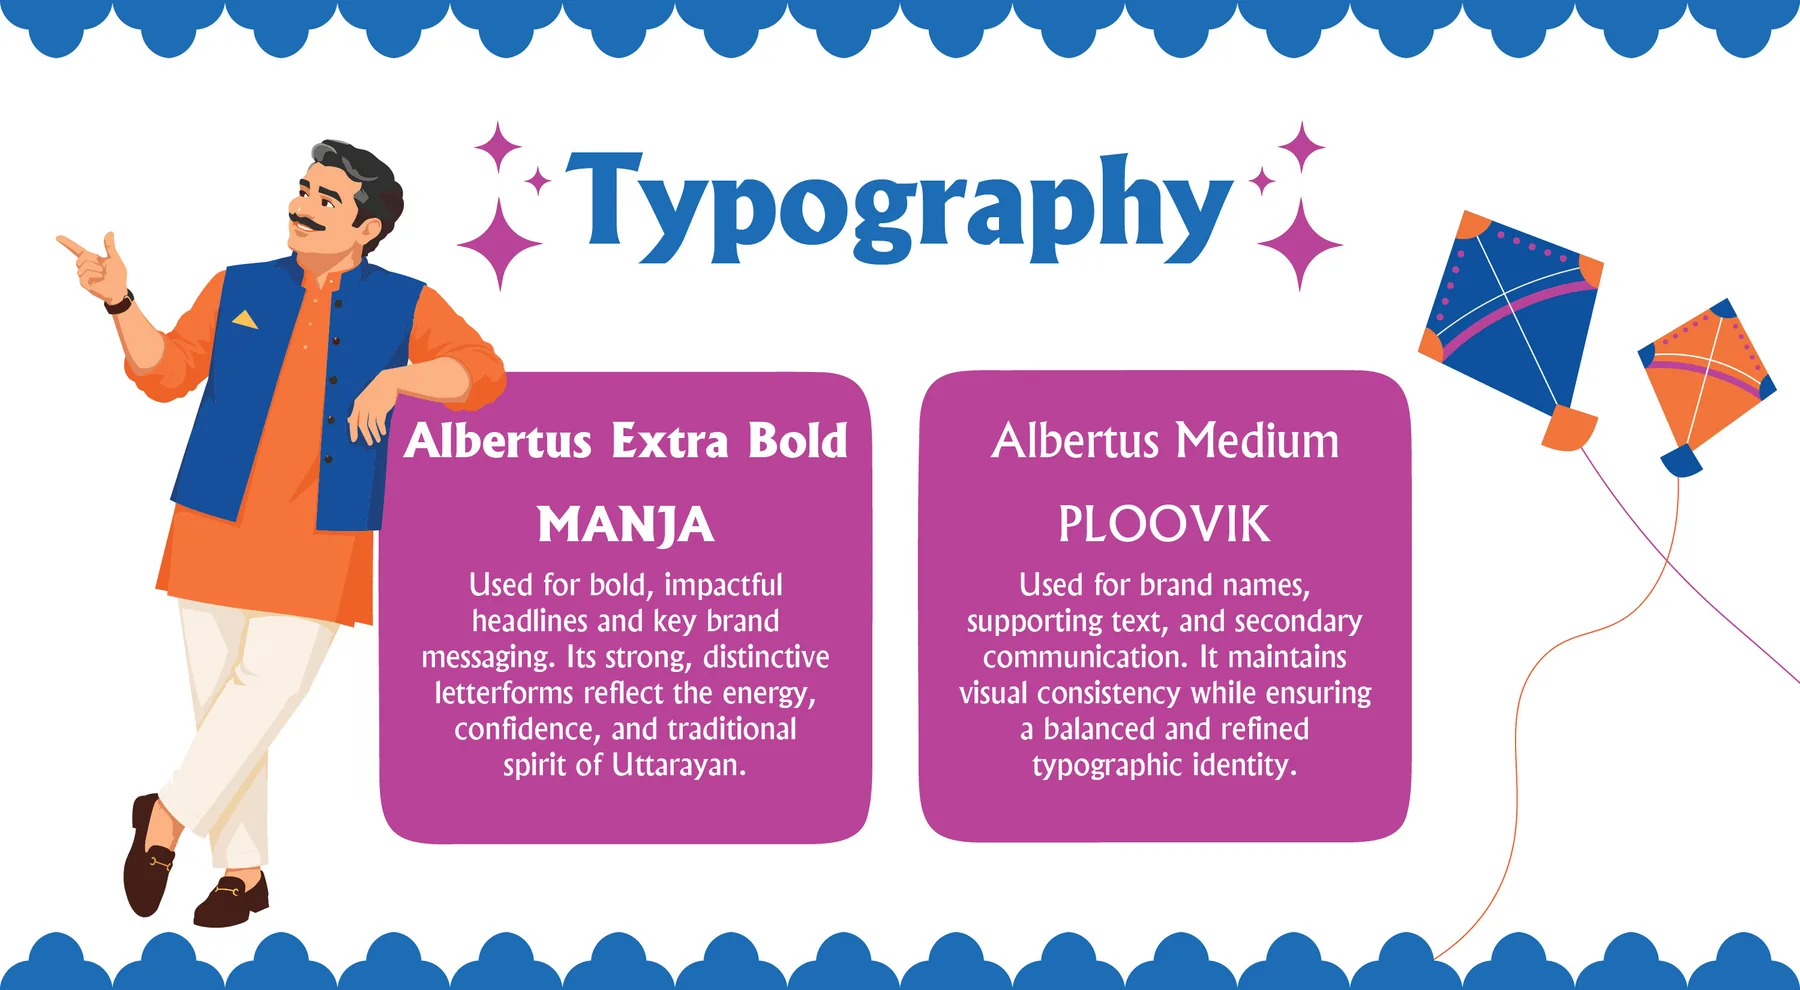 Typography
Albertus Extra Bold
MANJA
Used for bold, impactful
headlines and key brand
messaging. Its strong, distinctive
letterforms reflect the energy,
confidence, and traditional
spirit of Uttarayan.
Albertus Medium
PLOOVIK
Used for brand names,
supporting text, and secondary
communication. It maintains
visual consistency while ensuring
a balanced and refined
typographic identity.